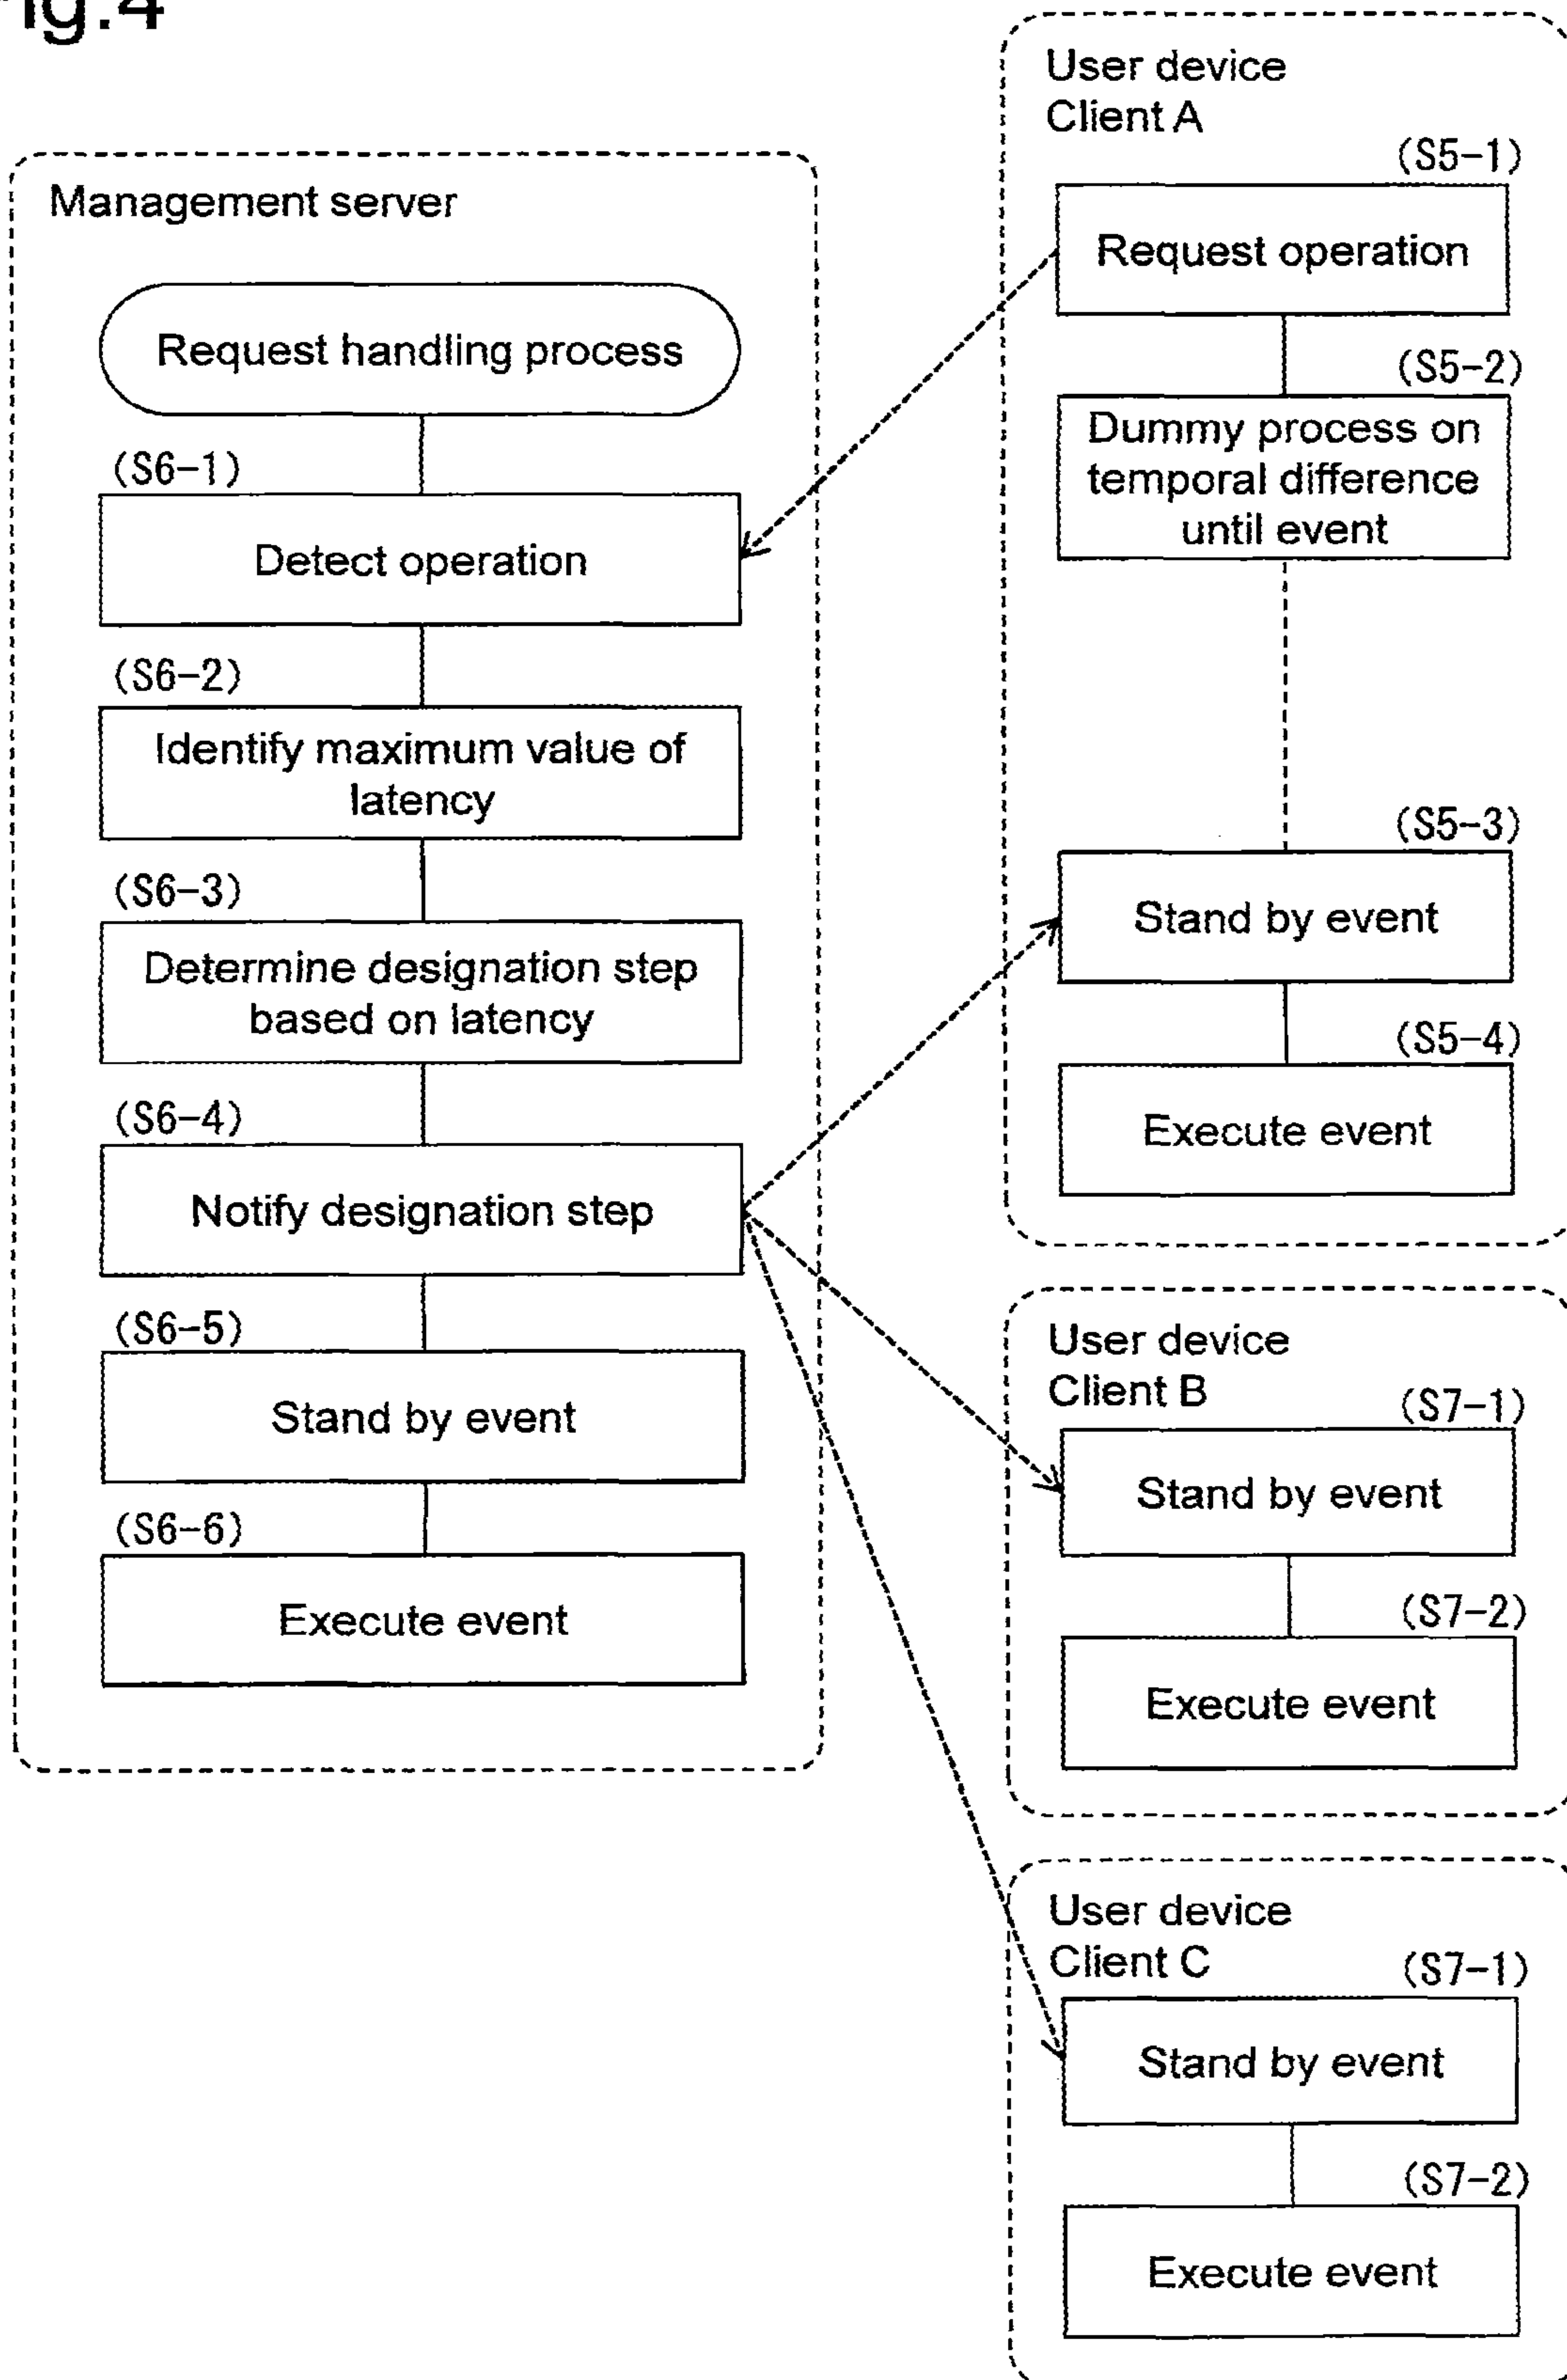 Fig.4
Management server
Request handling process
(S6-1)
Detect operation
(S6-2)
Identify maximum value of
latency
(S6-3)
Determine designation step
based on latency
(S6-4)
Notify designation step
(S6-5)
Stand by event
(S6-6)
Execute event
User device
Client A
(S5-1)
Request operation
(S5-2)
Dummy process on
temporal difference
until event
(S5-3)
Stand by event
(S5-4)
Execute event
User device
Client B
(S7-1)
Stand by event
(S7-2)
Execute event
User device
Client C
(S7-1)
Stand by event
(S7-2)
Execute event